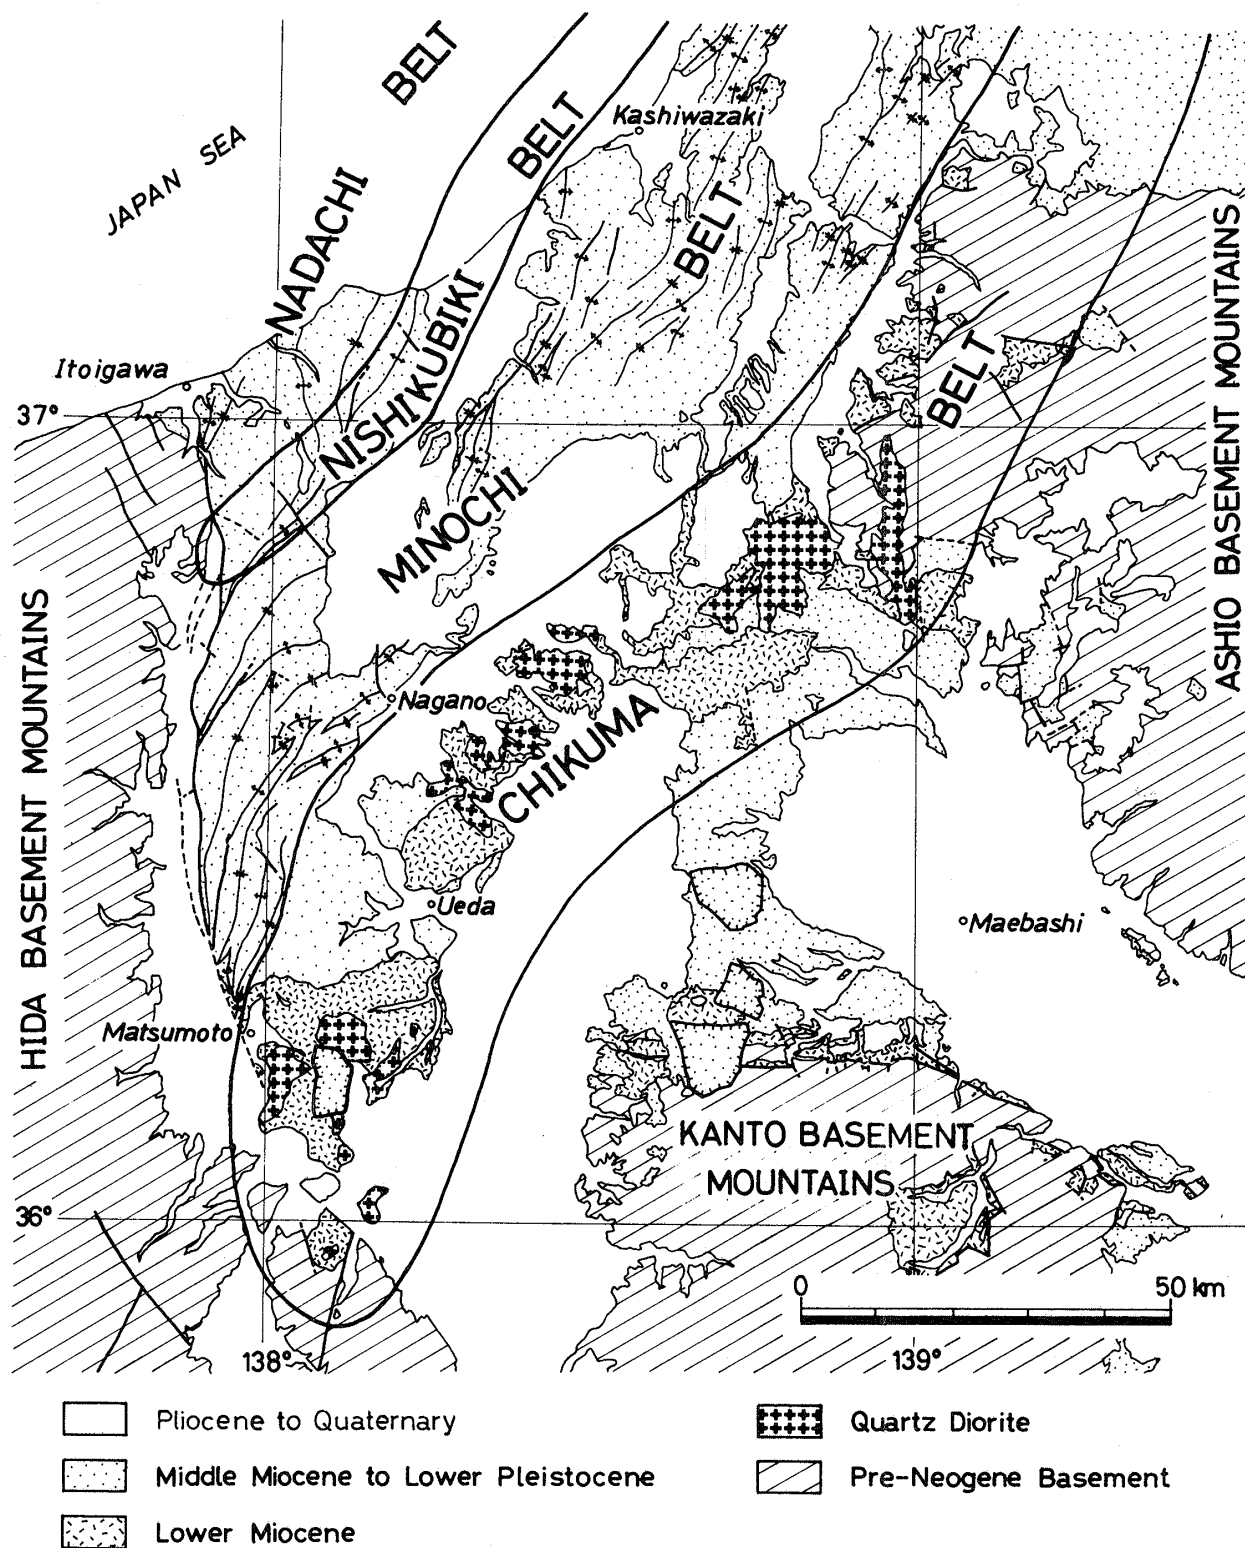 JAPAN SEA
NADACHI BELT
NISHIKUBIKI BELT
MINOCHI BELT
CHIKUMA BELT
Kashiwazaki
Itoigawa
37°
Nagano
Ueda
Maebashi
Matsumoto
HIDA BASEMENT MOUNTAINS
ASHIO BASEMENT MOUNTAINS
KANTO BASEMENT
MOUNTAINS
36°
0
50 km
138°
139°
Pliocene to Quaternary
Quartz Diorite
Middle Miocene to Lower Pleistocene
Pre-Neogene Basement
Lower Miocene